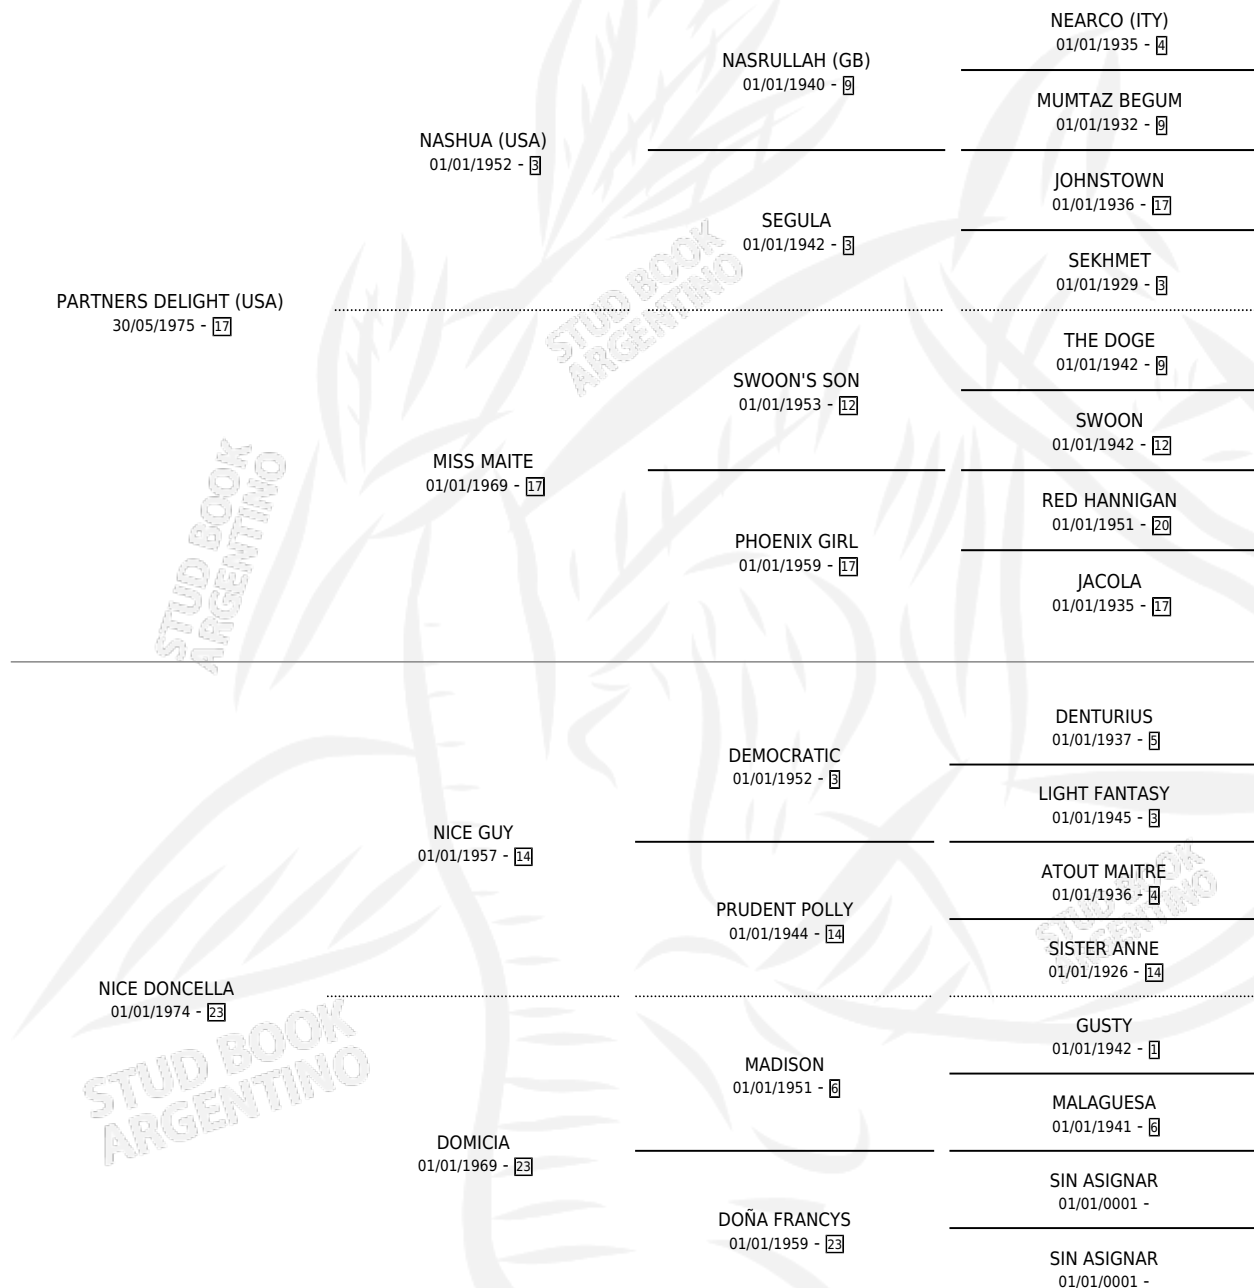 NEARCO (ITY)
01/01/1935 - 4
NASRULLAH (GB)
01/01/1940 - 9
MUMTAZ BEGUM
01/01/1932 - 9
NASHUA (USA)
01/01/1952 - 3
JOHNSTOWN
01/01/1936 - 17
SEGULA
01/01/1942 - 3
SEKHMET
01/01/1929 - 3
PARTNERS DELIGHT (USA)
30/05/1975 - 17
THE DOGE
01/01/1942 - 9
SWOON'S SON
01/01/1953 - 12
SWOON
01/01/1942 - 12
MISS MAITE
01/01/1969 - 17
RED HANNIGAN
01/01/1951 - 20
PHOENIX GIRL
01/01/1959 - 17
JACOLA
01/01/1935 - 17
DENTURIUS
01/01/1937 - 5
DEMOCRATIC
01/01/1952 - 3
LIGHT FANTASY
01/01/1945 - 3
NICE GUY
01/01/1957 - 14
ATOUT MAITRE
01/01/1936 - 4
PRUDENT POLLY
01/01/1944 - 14
SISTER ANNE
01/01/1926 - 14
NICE DONCELLA
01/01/1974 - 23
GUSTY
01/01/1942 - 1
MADISON
01/01/1951 - 6
MALAGUESA
01/01/1941 - 6
DOMICIA
01/01/1969 - 23
SIN ASIGNAR
01/01/0001 -
DOÑA FRANCYS
01/01/1959 - 23
SIN ASIGNAR
01/01/0001 -
STUD BOOK
ARGENTINO
STUD BOOK
ARGENTINO
STUD BOOK
ARGENTINO
STUD BOOK
ARGENTINO